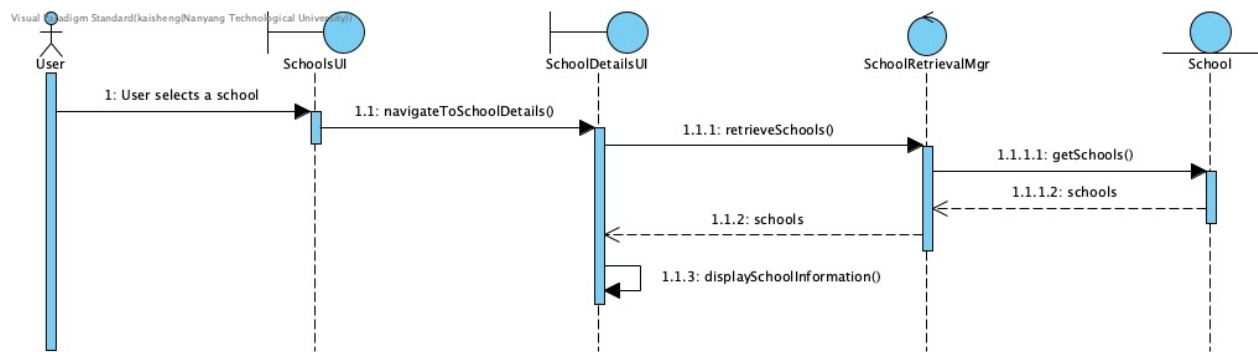 Visual Paradigm Standard(kaisheng(Nanyang Technological University))
User
SchoolsUI
SchoolDetailsUI
SchoolRetrievalMgr
School
1: User selects a school
1.1: navigateToSchoolDetails()
1.1.1: retrieveSchools()
1.1.1.1: getSchools()
1.1.1.2: schools
1.1.2: schools
1.1.3: displaySchoolInformation()